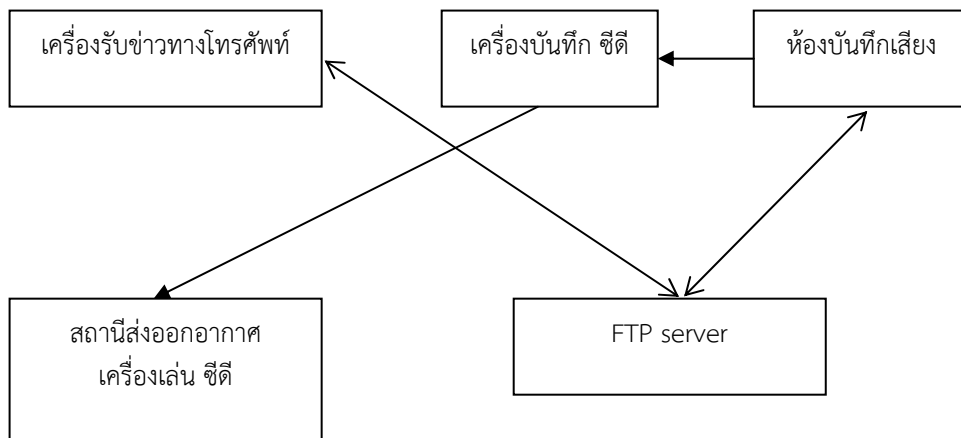 เครื่องรับข่าวทางโทรศัพท์
เครื่องบันทึก ซีดี
ห้องบันทึกเสียง
สถานีส่งออกอากาศ
เครื่องเล่น ซีดี
FTP server